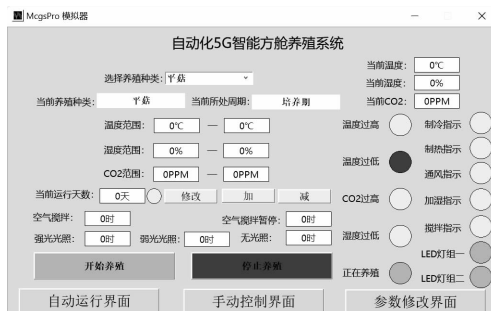 McgsPro 模拟器
自动化5G智能方舱养殖系统
当前温度: 0℃
选择养殖种类: 平菇
当前湿度: 0%
当前养殖种类: 平菇 当前所处周期: 培养期 当前CO2: 0PPM
温度范围: 0℃ — 0℃ 温度过高 制冷指示
湿度范围: 0% — 0% 温度过低 制热指示
通风指示
CO2范围: 0PPM — 0PPM
当前运行天数: 0天 修改 加 减 CO2过高 加湿指示
空气搅拌: 0时 空气搅拌暂停: 0时
强光光照: 0时 弱光光照: 0时 无光照: 0时 湿度过低 搅拌指示
LED灯组一
开始养殖 停止养殖 正在养殖 LED灯组二
自动运行界面 手动控制界面 参数修改界面